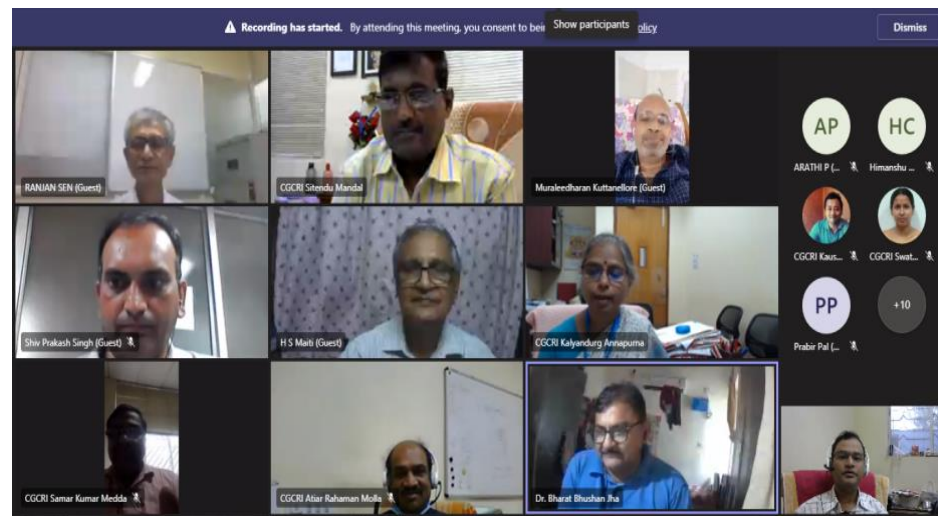 Recording has started. By attending this meeting, you consent to bei
Show participants
olicy
Dismiss
RANJAN SEN (Guest)
CGCRI Sitendu Mandal
Muraleedharan Kuttanellore (Guest)
AP
HC
ARATHI P (...
Himanshu ...
Shiv Prakash Singh (Guest)
H S Maiti (Guest)
CGCRI Kalyandurg Annapurna
CGCRI Kaus...
CGCRI Swat...
PP
+10
Prabir Pal (...
CGCRI Samar Kumar Medda
CGCRI Atiar Rahaman Molla
Dr. Bharat Bhushan Jha